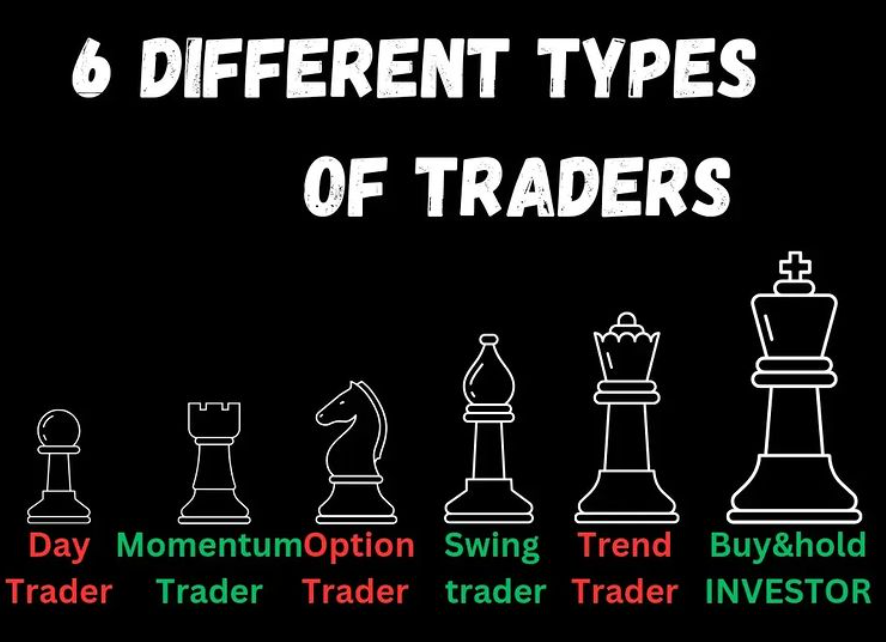 6 DIFFERENT TYPES
OF TRADERS
Day Trader
Momentum Trader
Option Trader
Swing trader
Trend Trader
Buy&hold INVESTOR